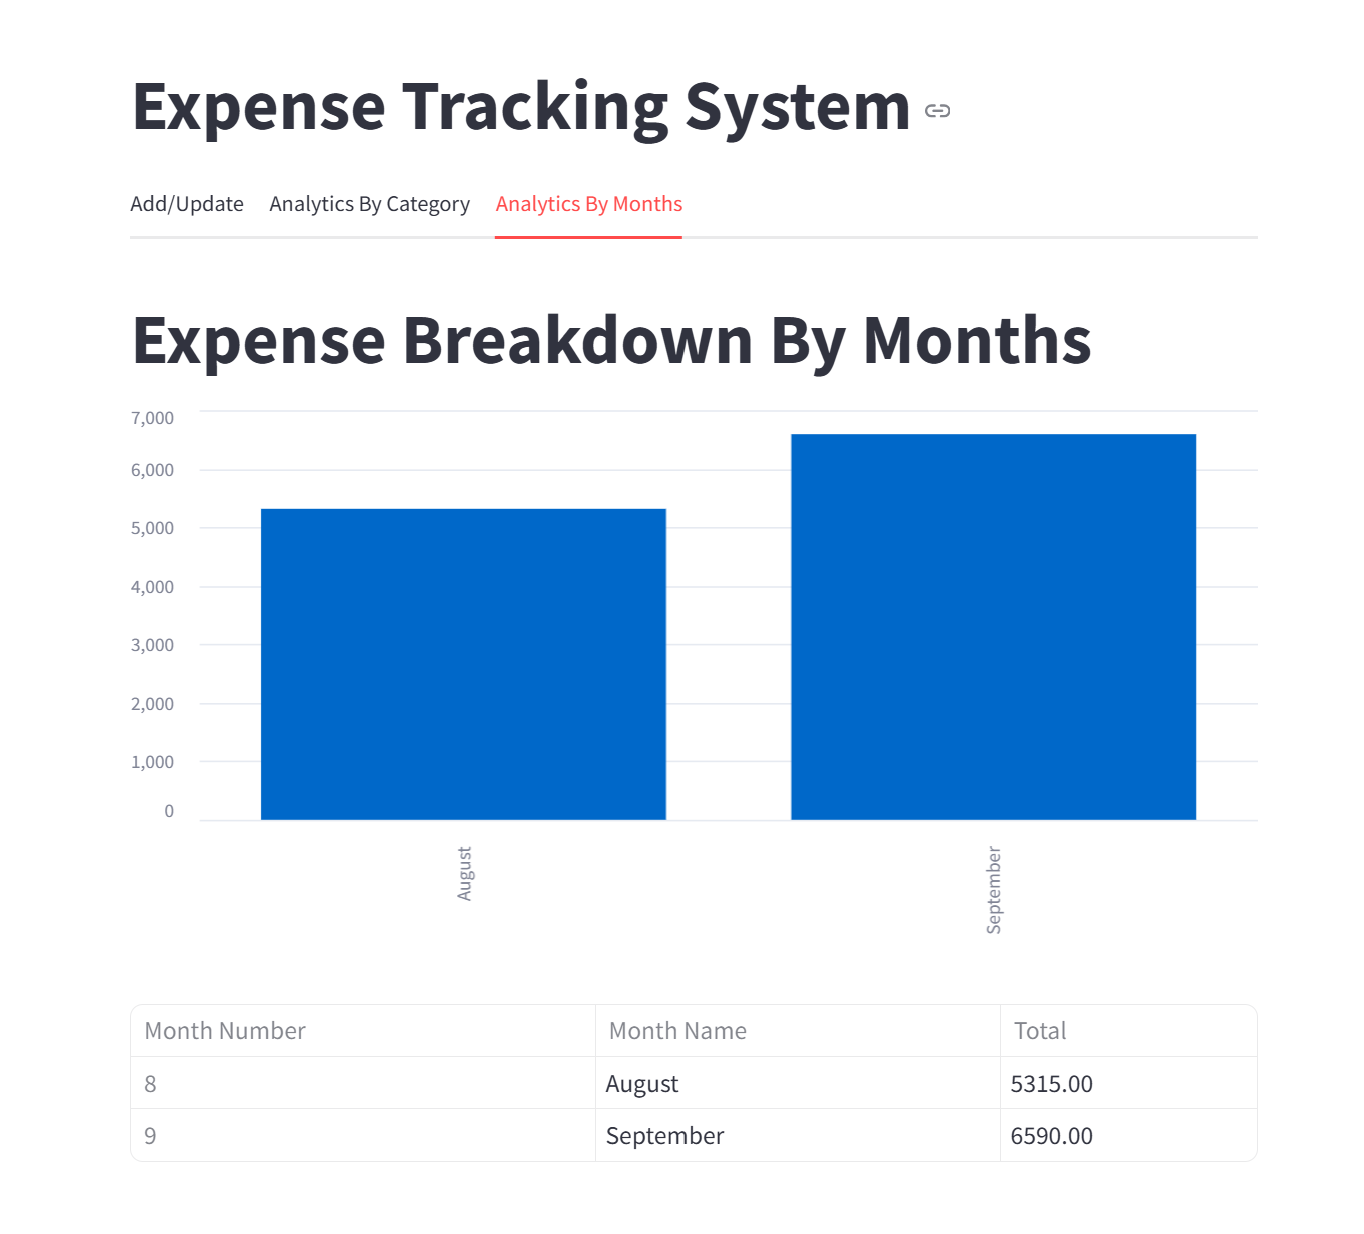 Expense Tracking System
Add/Update Analytics By Category Analytics By Months
Expense Breakdown By Months
7,000
6,000
5,000
4,000
3,000
2,000
1,000
0
August
September
Month Number Month Name Total
8 August 5315.00
9 September 6590.00